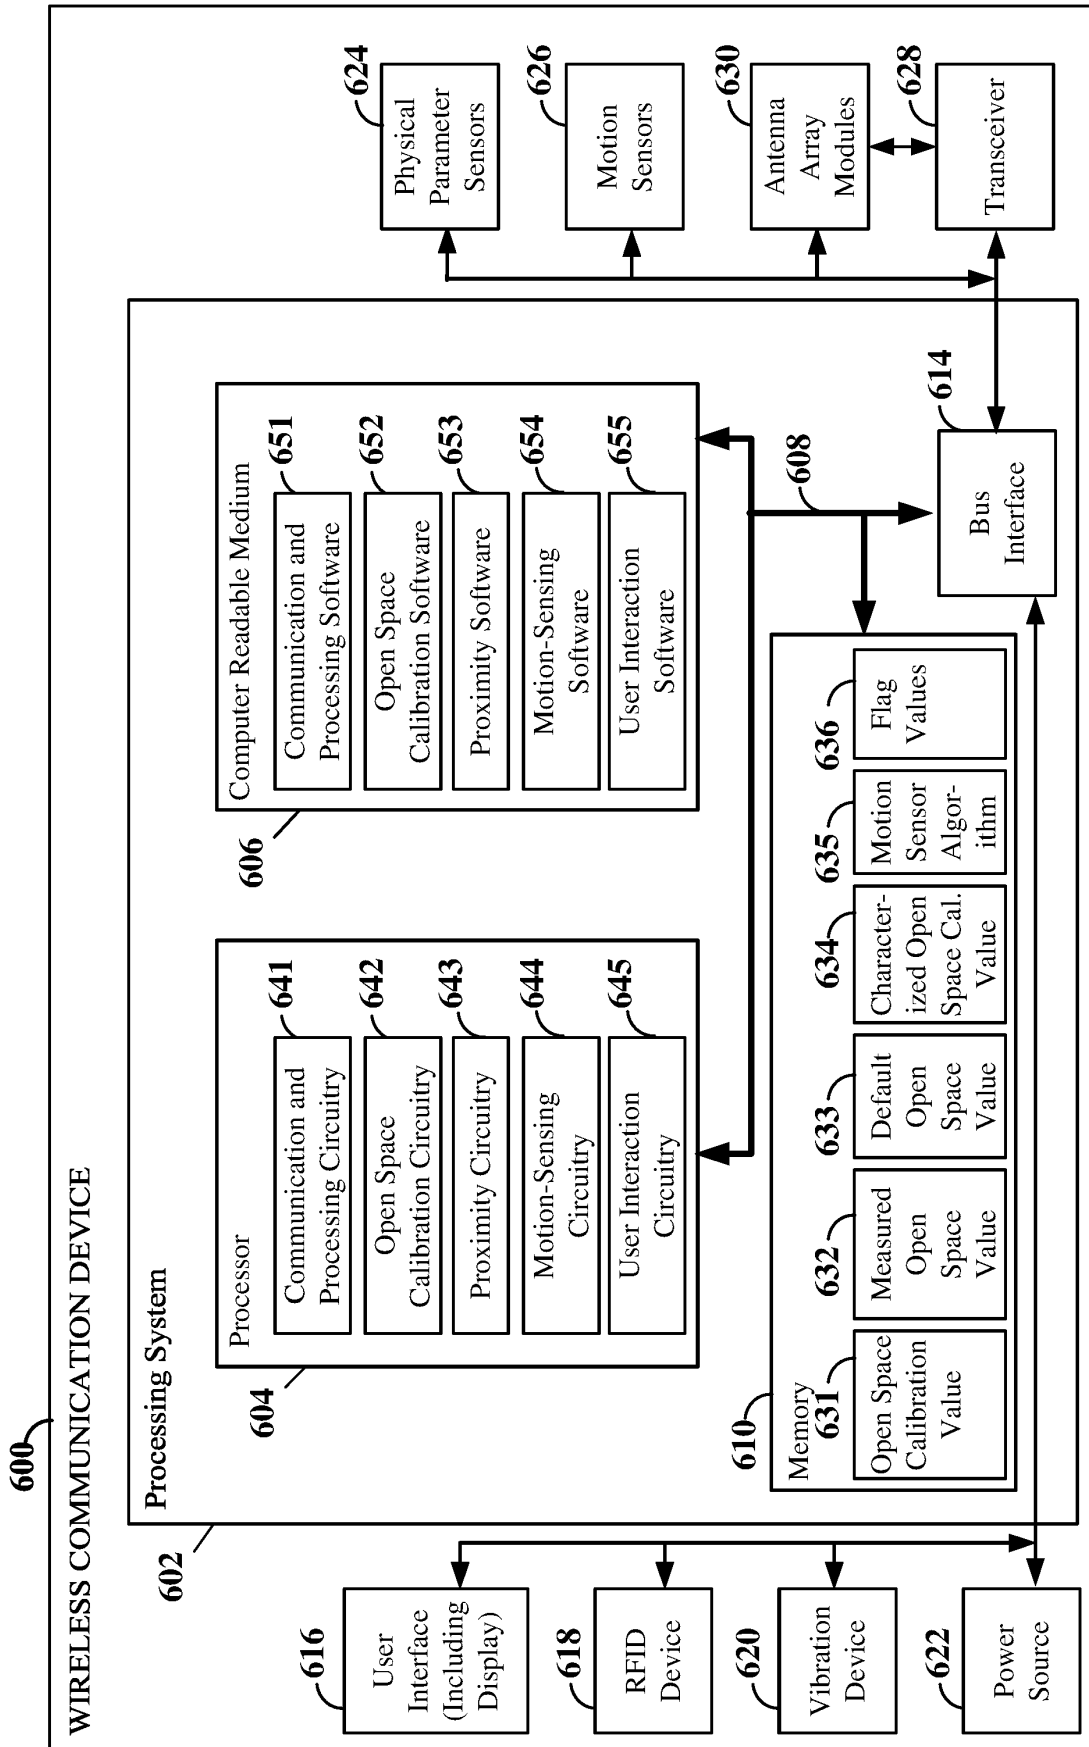 600
WIRELESS COMMUNICATION DEVICE
602
Processing System
604
Processor
641
Communication and
Processing Circuitry
642
Open Space
Calibration Circuitry
643
Proximity Circuitry
644
Motion-Sensing
Circuitry
645
User Interaction
Circuitry
606
Computer Readable Medium
651
Communication and
Processing Software
652
Open Space
Calibration Software
653
Proximity Software
654
Motion-Sensing
Software
655
User Interaction
Software
608
610
Memory
631
Open Space
Calibration
Value
632
Measured
Open
Space
Value
633
Default
Open
Space
Value
634
Character-
ized Open
Space Cal.
Value
635
Motion
Sensor
Algor-
ithm
636
Flag
Values
614
Bus
Interface
616
User
Interface
(Including
Display)
618
RFID
Device
620
Vibration
Device
622
Power
Source
624
Physical
Parameter
Sensors
626
Motion
Sensors
630
Antenna
Array
Modules
628
Transceiver